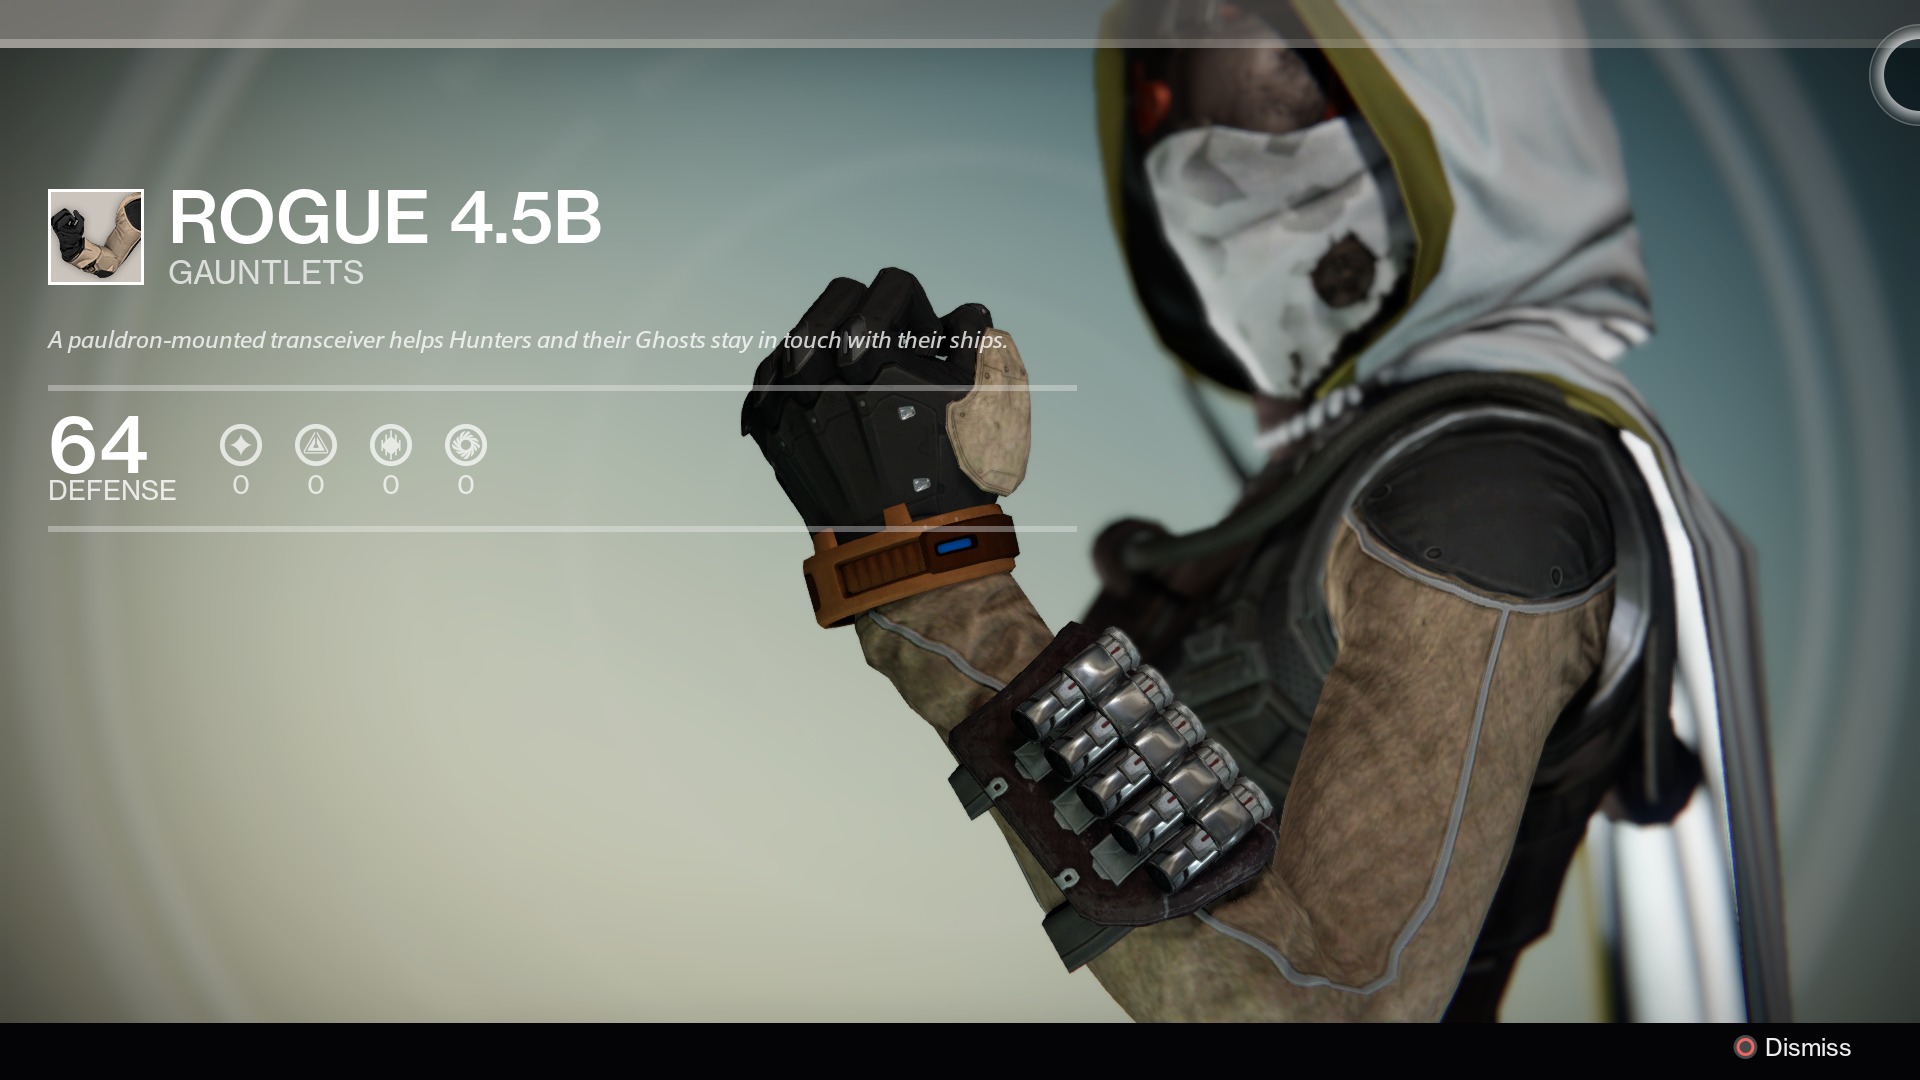 ROGUE 4.5B
GAUNTLETS
A pauldron-mounted transceiver helps Hunters and their Ghosts stay in touch with their ships.
64
DEFENSE
0 0 0 0
Dismiss